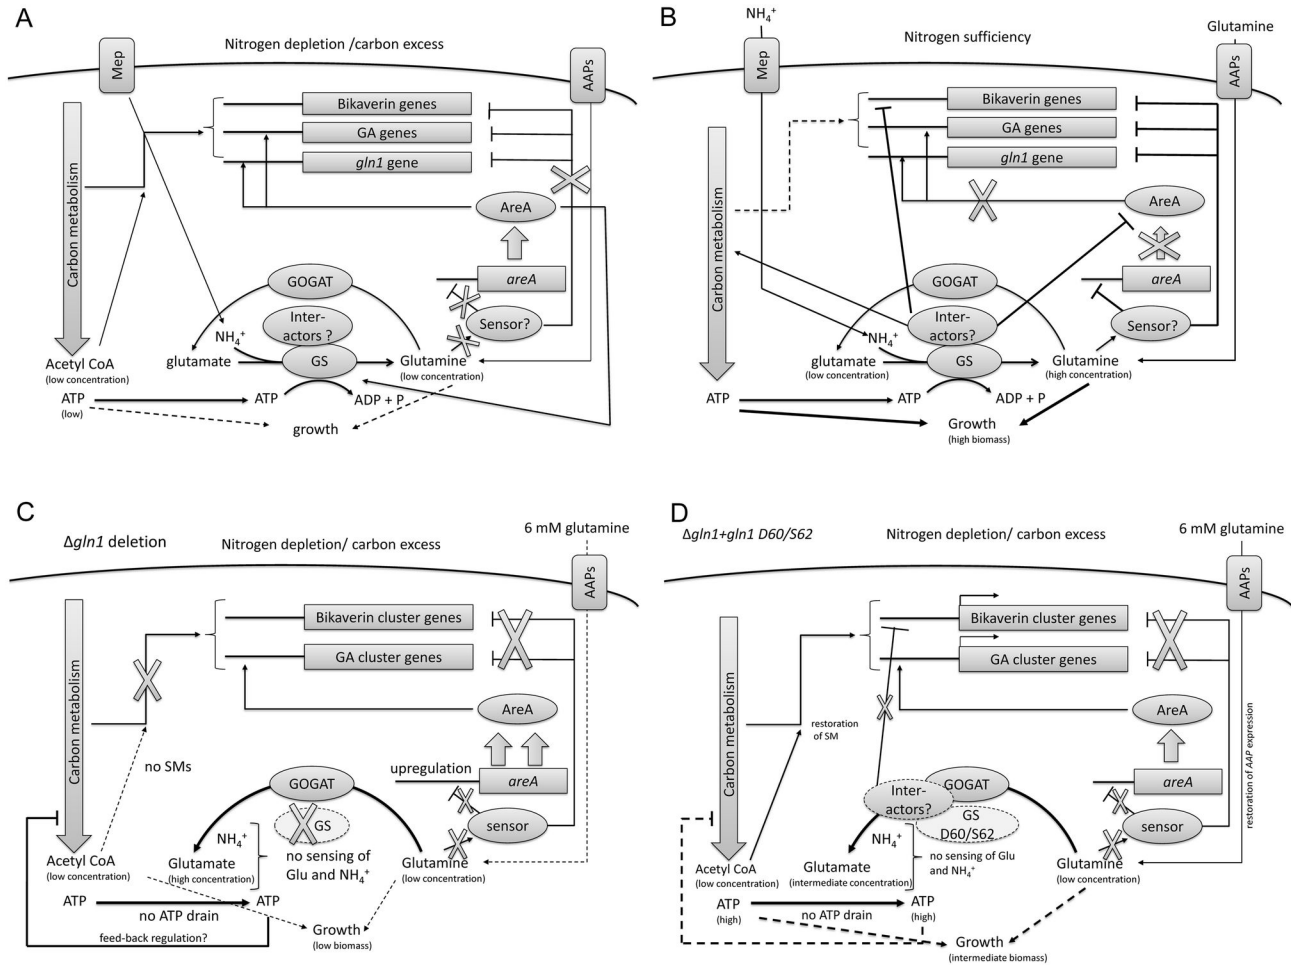 A
Nitrogen depletion /carbon excess
Mep
AAPs
Bikaverin genes
GA genes
gln1 gene
Carbon metabolism
AreA
areA
GOGAT
Inter-
actors ?
Sensor?
NH₄⁺
glutamate
GS
Glutamine
(low concentration)
Acetyl CoA
(low concentration)
ATP
(low)
ATP
ADP + P
growth
B
NH₄⁺
Nitrogen sufficiency
Glutamine
Mep
AAPs
Bikaverin genes
GA genes
gln1 gene
Carbon metabolism
AreA
areA
GOGAT
Inter-
actors?
Sensor?
NH₄⁺
glutamate
(low concentration)
GS
Glutamine
(high concentration)
ATP
ATP
ADP + P
Growth
(high biomass)
C
6 mM glutamine
Δgln1 deletion
Nitrogen depletion/ carbon excess
AAPs
Bikaverin cluster genes
GA cluster genes
Carbon metabolism
AreA
no SMs
upregulation
areA
GOGAT
GS
sensor
NH₄⁺
no sensing of
Glu and NH₄⁺
Acetyl CoA
(low concentration)
Glutamate
(high concentration)
Glutamine
(low concentration)
ATP
no ATP drain
ATP
feed-back regulation?
Growth
(low biomass)
D
6 mM glutamine
Δgln1+gln1 D60/S62
Nitrogen depletion/ carbon excess
AAPs
Bikaverin cluster genes
GA cluster genes
Carbon metabolism
AreA
restoration
of SM
restoration of AAP expression
areA
GOGAT
Inter-
actors?
GS
D60/S62
sensor
NH₄⁺
no sensing of Glu
and NH₄⁺
Acetyl CoA
(low concentration)
Glutamate
(intermediate concentration)
Glutamine
(low concentration)
ATP
(high)
no ATP drain
ATP
(high)
Growth
(intermediate biomass)